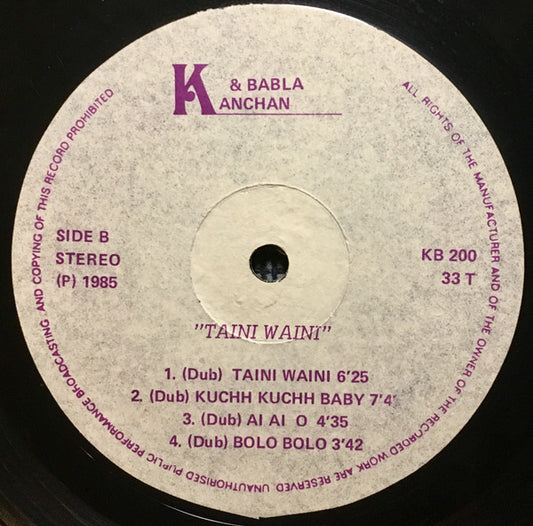 & BABLA
KANCHAN
SIDE B
STEREO
(P) 1985
KB 200
33 T
"TAINI WAINI"
1. (Dub) TAINI WAINI 6'25
2. (Dub) KUCHH KUCHH BABY
3. (Dub) AI AI O 4'35
4. (Dub) BOLO BOLO 3'42
ALL RIGHTS OF THE MANUFACTURER AND OF THE OWNER OF THE RECORDED WORK ARE RESERVED UNAUTHORISED PUBLIC PERFORMANCE BROADCASTING AND COPYING OF THIS RECORD PROHIBITED